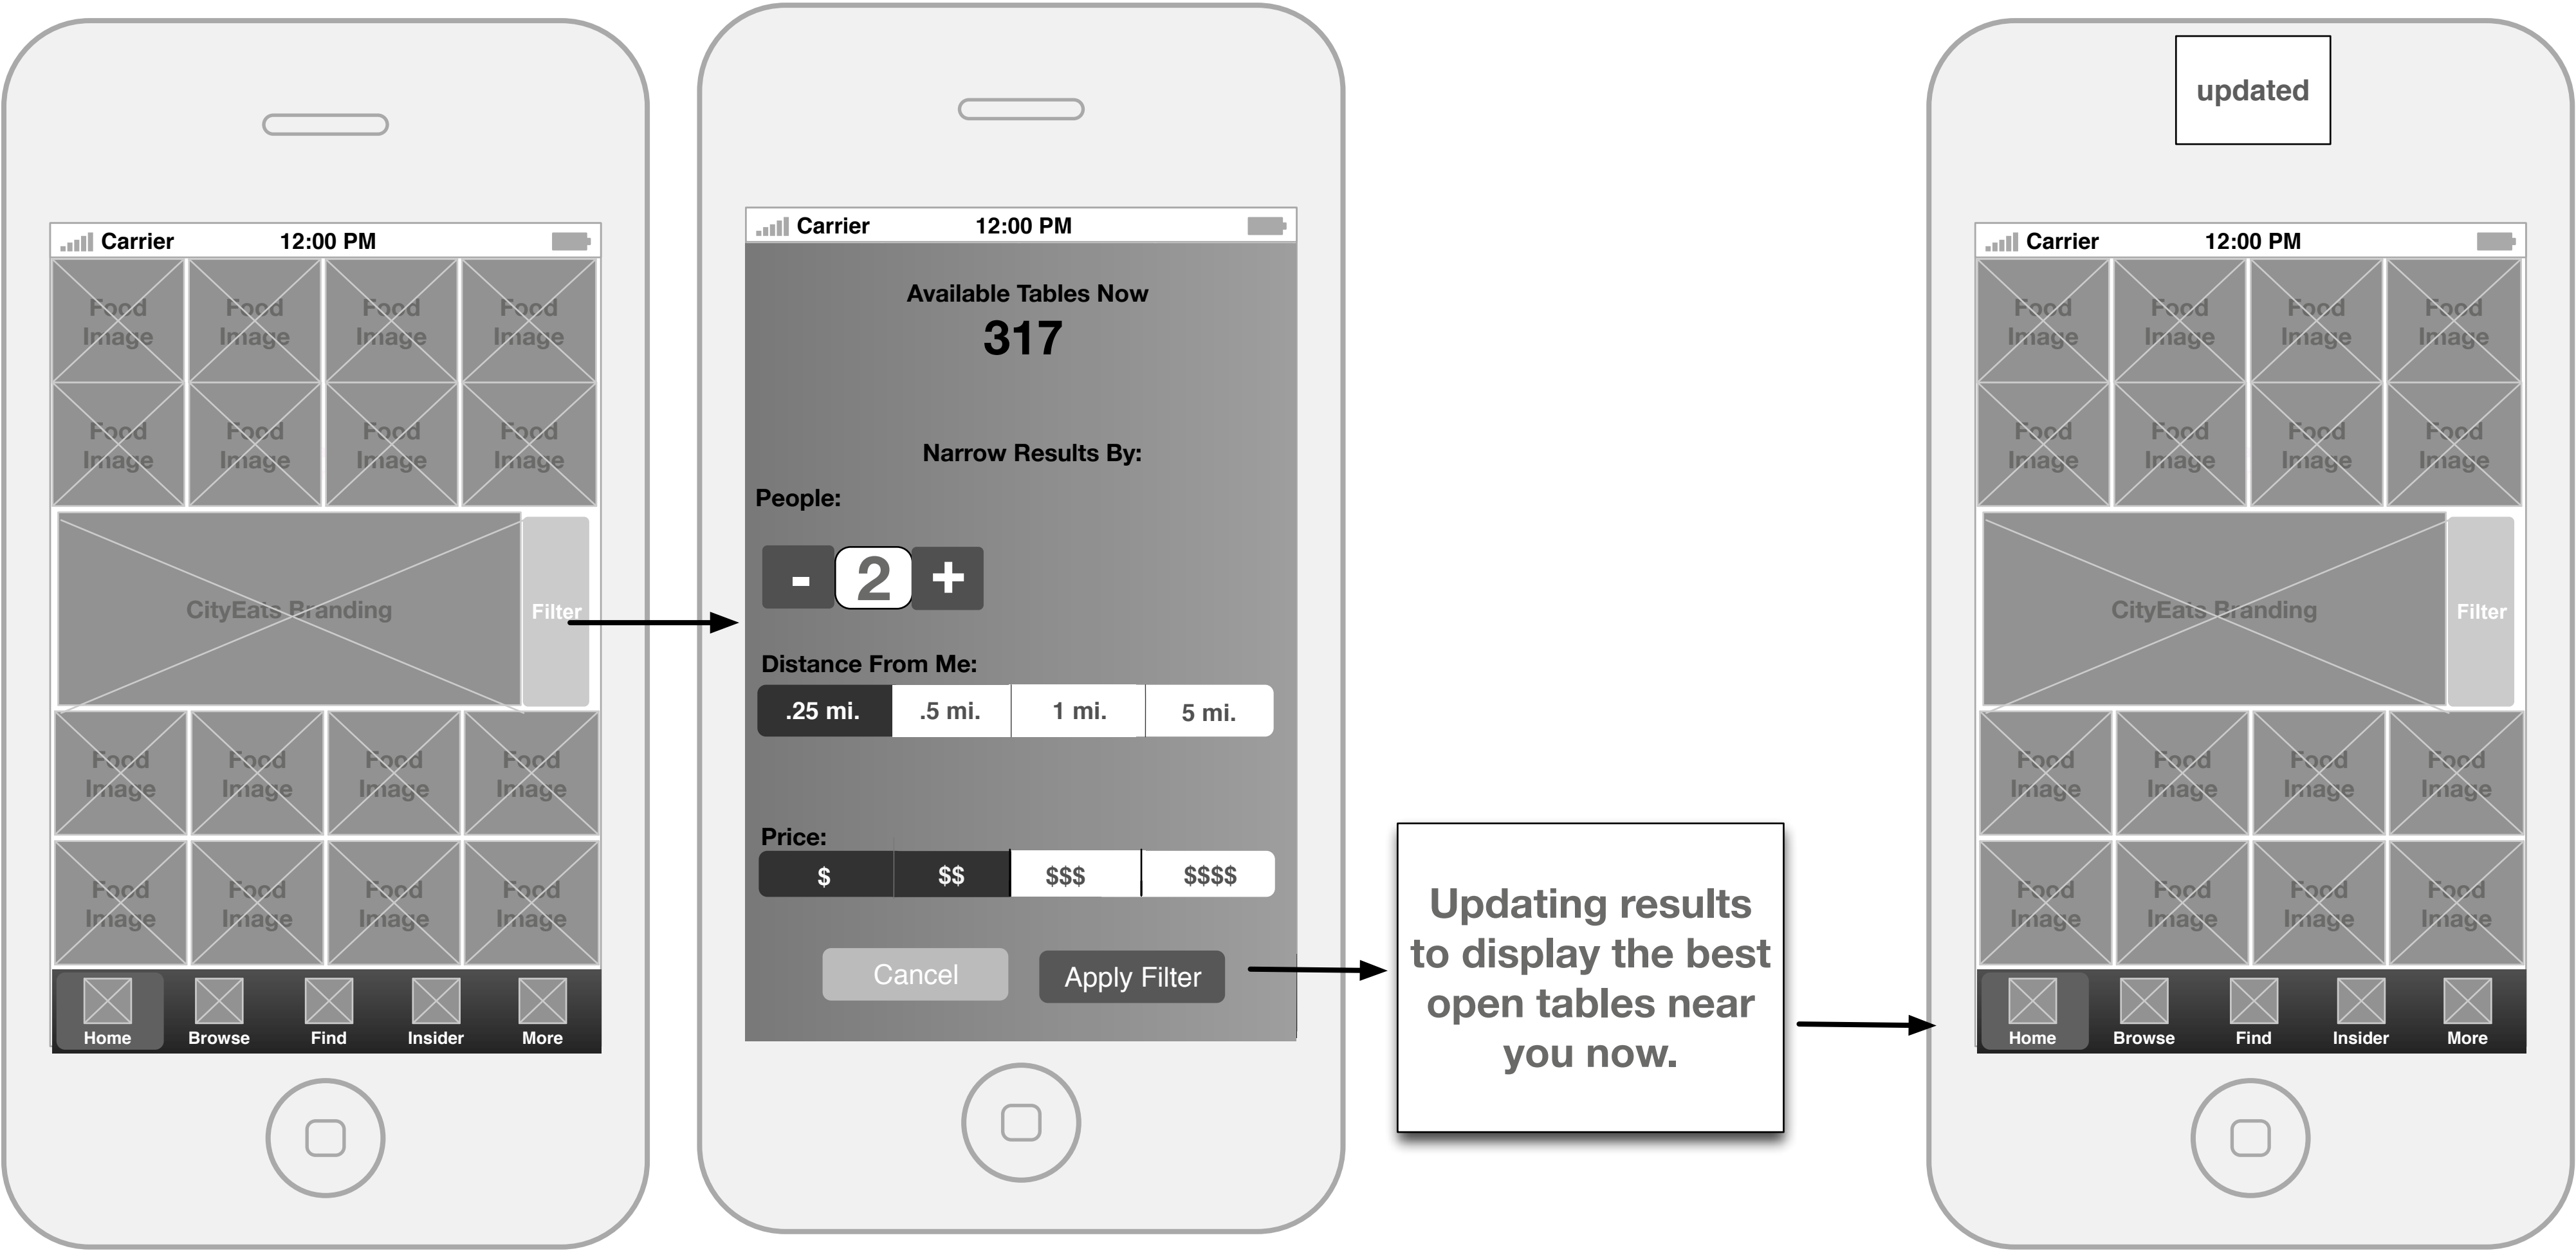 Carrier 12:00 PM
Food Food Food Food
Image Image Image Image
Food Food Food Food
Image Image Image Image
CityEats Branding Filter
Food Food Food Food
Image Image Image Image
Food Food Food Food
Image Image Image Image
Home Browse Find Insider More
Carrier 12:00 PM
Available Tables Now
317
Narrow Results By:
People:
- 2 +
Distance From Me:
.25 mi. .5 mi. 1 mi. 5 mi.
Price:
$ $$ $$$ $$$$
Cancel Apply Filter
Updating results
to display the best
open tables near
you now.
updated
Carrier 12:00 PM
Food Food Food Food
Image Image Image Image
Food Food Food Food
Image Image Image Image
CityEats Branding Filter
Food Food Food Food
Image Image Image Image
Food Food Food Food
Image Image Image Image
Home Browse Find Insider More